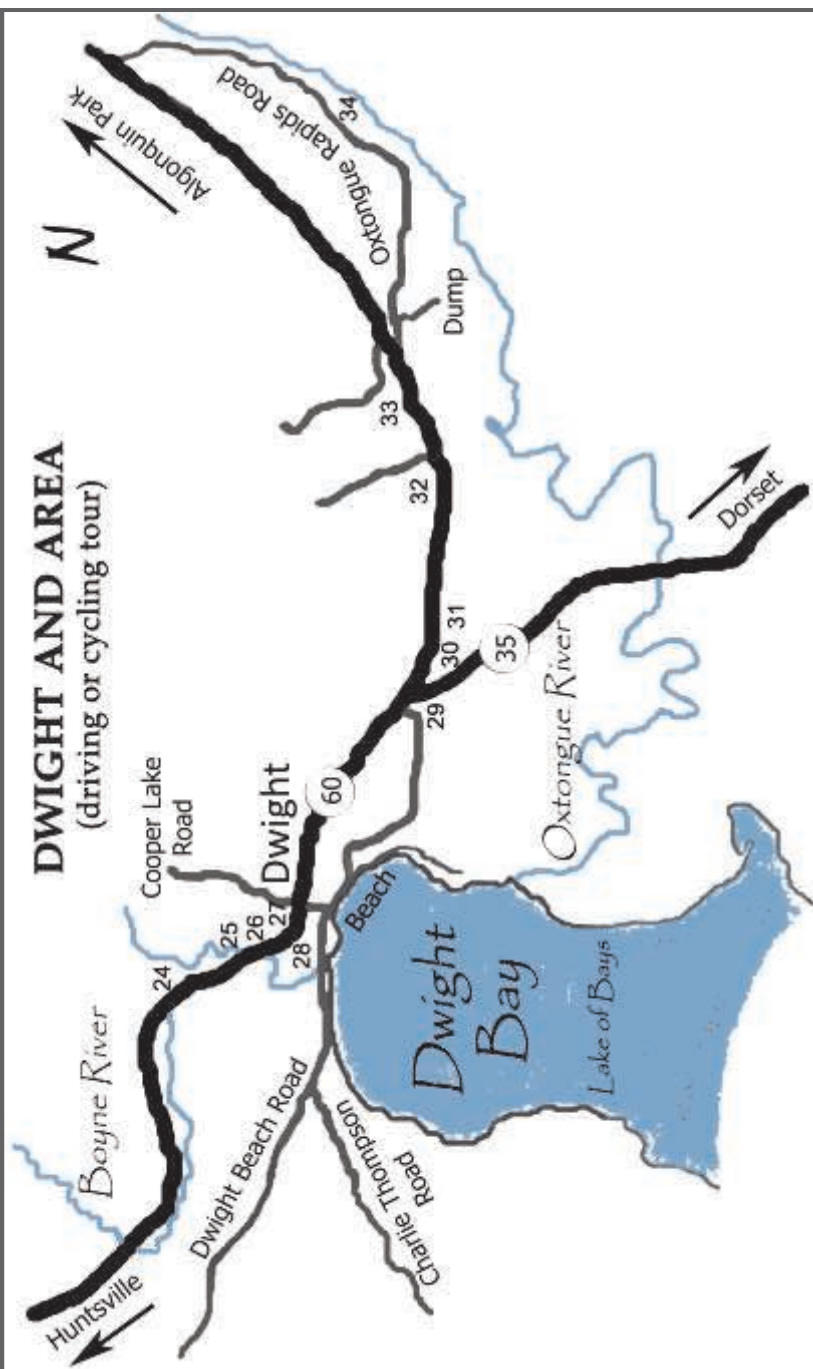 DWIGHT AND AREA
(driving or cycling tour)
N
Algonquin Park
Oxtongue Rapids Road
34
Dump
33
32
Dorset
31
30
35
29
Oxtongue River
60
Dwight
Cooper Lake
Road
27
26
25
24
28
Beach
Dwight
Bay
Lake of Bays
Boyne River
Dwight Beach Road
Charlie Thompson
Road
Huntsville